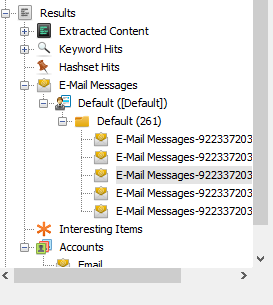 Results
Extracted Content
Keyword Hits
Hashset Hits
E-Mail Messages
Default ([Default])
Default (261)
E-Mail Messages-922337203
E-Mail Messages-922337203
E-Mail Messages-922337203
E-Mail Messages-922337203
E-Mail Messages-922337203
Interesting Items
Accounts
Email